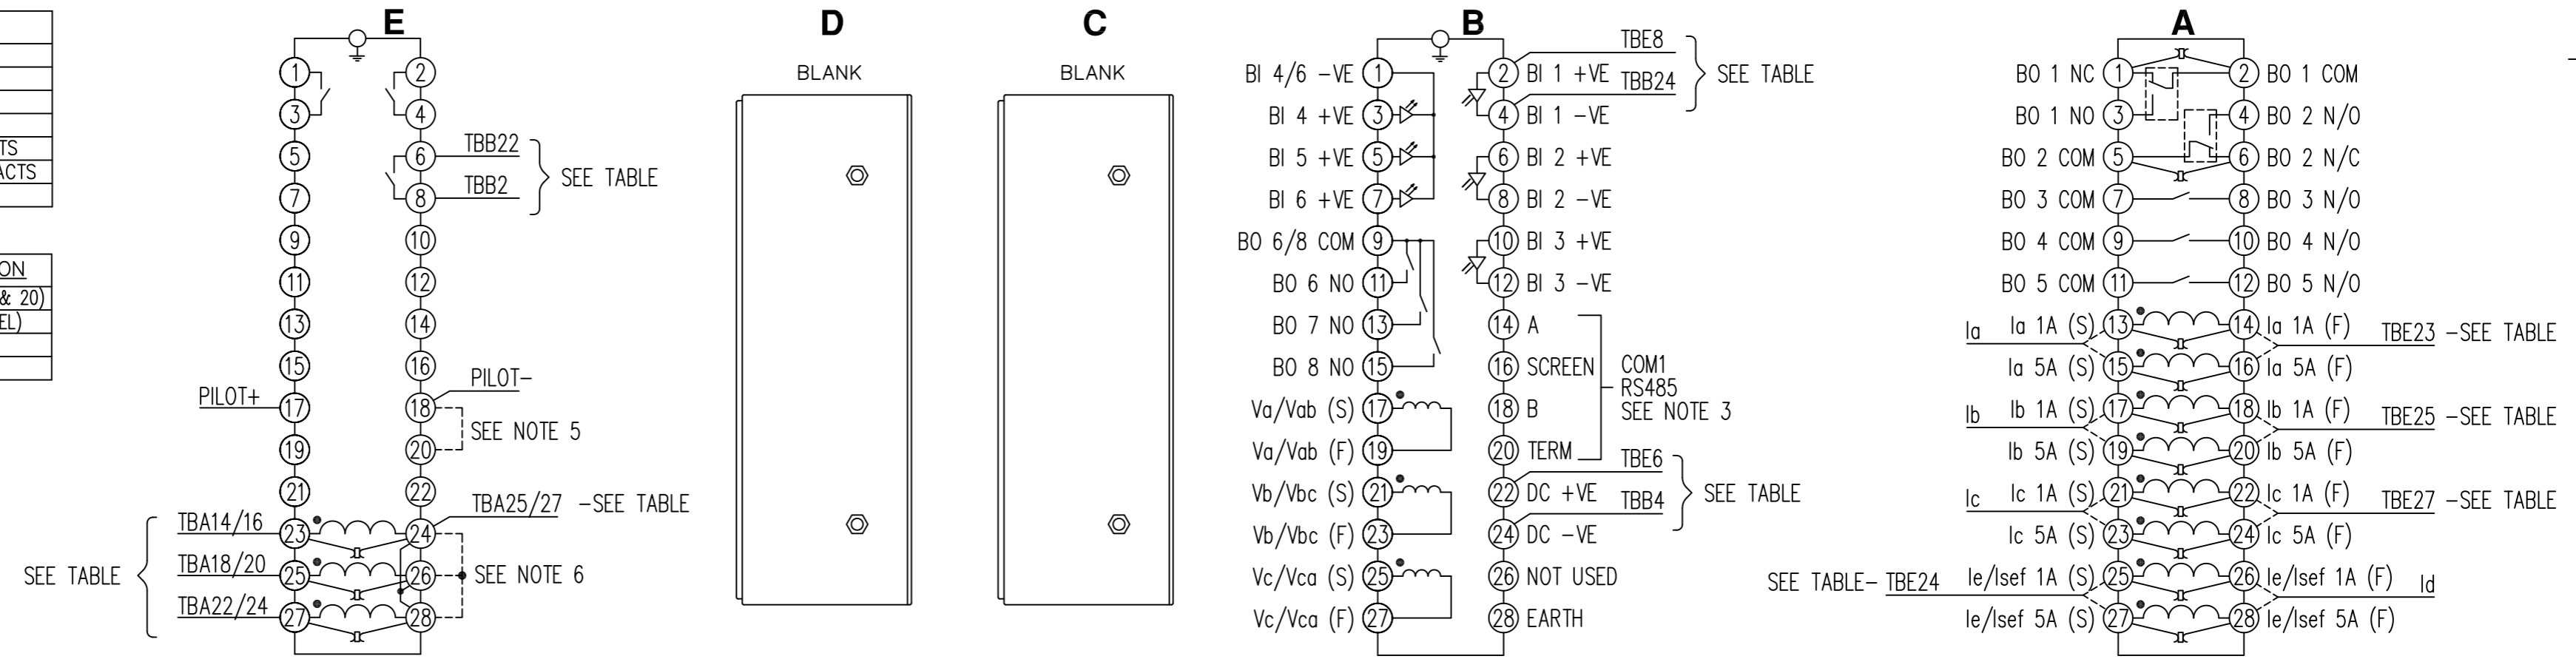 E
D
C
B
A
TS
ACTS
ON
& 20)
EL)
1
2
3
4
5
6
TBB22
7
8
TBB2
SEE TABLE
9
10
11
12
13
14
15
16
PILOT+
17
18
PILOT-
19
20
SEE NOTE 5
21
22
TBA25/27 -SEE TABLE
TBA14/16
23
24
TBA18/20
25
26
SEE NOTE 6
TBA22/24
27
28
SEE TABLE
BLANK
BLANK
BI 4/6 -VE 1
2 BI 1 +VE
TBE8
BI 4 +VE 3
4 BI 1 -VE
TBB24
SEE TABLE
BI 5 +VE 5
6 BI 2 +VE
BI 6 +VE 7
8 BI 2 -VE
BO 6/8 COM 9
10 BI 3 +VE
BO 6 NO 11
12 BI 3 -VE
BO 7 NO 13
14 A
BO 8 NO 15
16 SCREEN
COM1
RS485
SEE NOTE 3
Va/Vab (S) 17
18 B
Va/Vab (F) 19
20 TERM
TBE6
Vb/Vbc (S) 21
22 DC +VE
TBB4
SEE TABLE
Vb/Vbc (F) 23
24 DC -VE
Vc/Vca (S) 25
26 NOT USED
Vc/Vca (F) 27
28 EARTH
BO 1 NC 1
2 BO 1 COM
BO 1 NO 3
4 BO 2 N/O
BO 2 COM 5
6 BO 2 N/C
BO 3 COM 7
8 BO 3 N/O
BO 4 COM 9
10 BO 4 N/O
BO 5 COM 11
12 BO 5 N/O
Ia
Ia 1A (S) 13
14 Ia 1A (F)
TBE23 -SEE TABLE
Ia 5A (S) 15
16 Ia 5A (F)
Ib
Ib 1A (S) 17
18 Ib 1A (F)
TBE25 -SEE TABLE
Ib 5A (S) 19
20 Ib 5A (F)
Ic
Ic 1A (S) 21
22 Ic 1A (F)
TBE27 -SEE TABLE
Ic 5A (S) 23
24 Ic 5A (F)
SEE TABLE- TBE24
Ie/Isef 1A (S) 25
26 Ie/Isef 1A (F)
Id
Ie/Isef 5A (S) 27
28 Ie/Isef 5A (F)